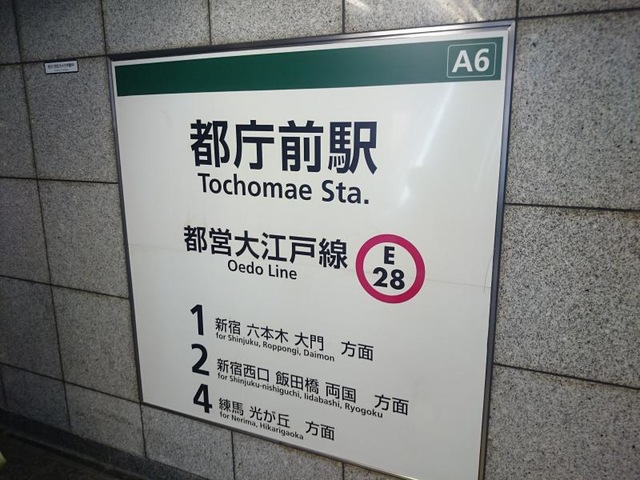 A6
都庁前駅
Tochomae Sta.
都営大江戸線
Oedo Line
E
28
1 新宿 六本木 大門 方面
for Shinjuku, Roppongi, Daimon
2 新宿西口 飯田橋 両国 方面
for Shinjuku-nishiguchi, Iidabashi, Ryogoku
4 練馬 光が丘 方面
for Nerima, Hikarigaoka